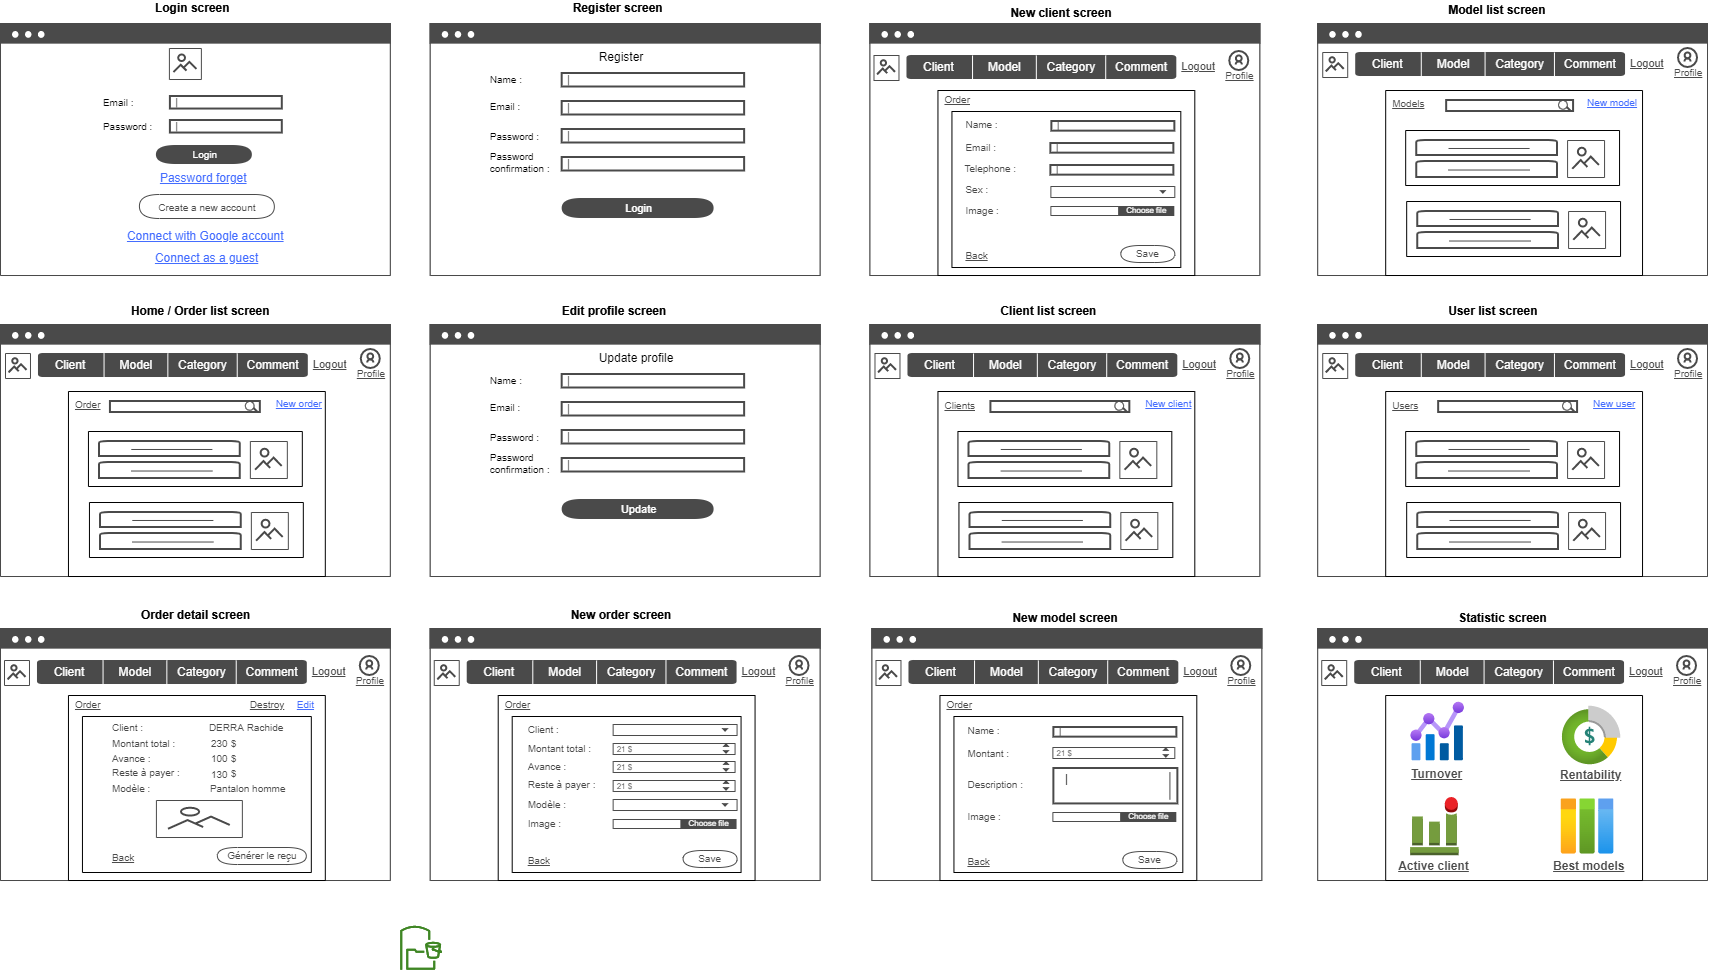 Login screen
Email :
Password :
Login
Password forget
Create a new account
Connect with Google account
Connect as a guest
Register screen
Register
Name :
Email :
Password :
Password
confirmation :
Login
New client screen
Client Model Category Comment Logout Profile
Order
Name :
Email :
Telephone :
Sex :
Image : Choose file
Back Save
Model list screen
Client Model Category Comment Logout Profile
Models New model
Home / Order list screen
Client Model Category Comment Logout Profile
Order New order
Edit profile screen
Update profile
Name :
Email :
Password :
Password
confirmation :
Update
Client list screen
Client Model Category Comment Logout Profile
Clients New client
User list screen
Client Model Category Comment Logout Profile
Users New user
Order detail screen
Client Model Category Comment Logout Profile
Order Destroy Edit
Client : DERRA Rachide
Montant total : 230 $
Avance : 100 $
Reste à payer : 130 $
Modèle : Pantalon homme
Back Générer le reçu
New order screen
Client Model Category Comment Logout Profile
Order
Client :
Montant total : 21 $
Avance : 21 $
Reste à payer : 21 $
Modèle :
Image : Choose file
Back Save
New model screen
Client Model Category Comment Logout Profile
Order
Name :
Montant : 21 $
Description :
Image : Choose file
Back Save
Statistic screen
Client Model Category Comment Logout Profile
$
Turnover Rentability
Active client Best models